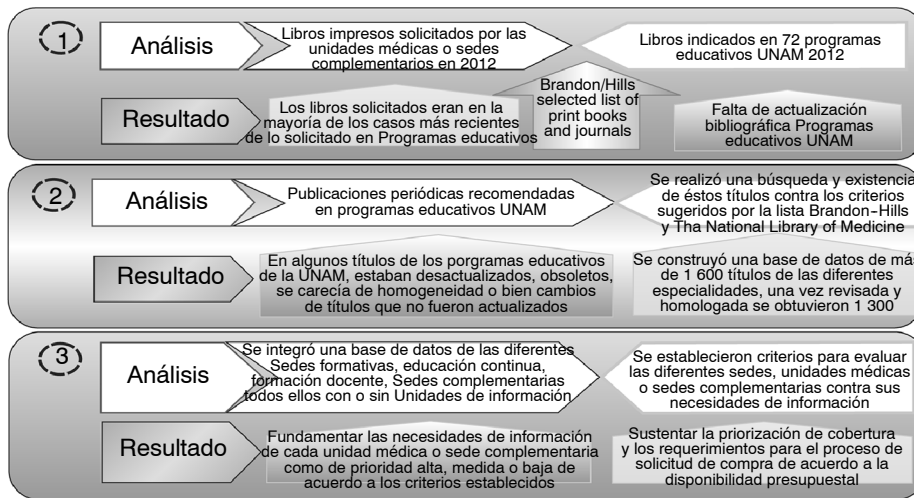 1
Análisis
Libros impresos solicitados por las
unidades médicas o sedes
complementarios en 2012
Libros indicados en 72 programas
educativos UNAM 2012
Brandon/Hills
selected list of
print books
and journals
Resultado
Los libros solicitados eran en la
mayoría de los casos más recientes
de lo solicitado en Programas educativos
Falta de actualización
bibliográfica Programas
educativos UNAM
2
Análisis
Publicaciones periódicas recomendadas
en programas educativos UNAM
Se realizó una búsqueda y existencia
de éstos títulos contra los criterios
sugeridos por la lista Brandon-Hills
y Tha National Library of Medicine
Resultado
En algunos títulos de los porgramas educativos
de la UNAM, estaban desactualizados, obsoletos,
se carecía de homogeneidad o bien cambios
de títulos que no fueron actualizados
Se construyó una base de datos de más
de 1 600 títulos de las diferentes
especialidades, una vez revisada y
homologada se obtuvieron 1 300
3
Análisis
Se integró una base de datos de las diferentes
Sedes formativas, educación continua,
formación docente, Sedes complementarias
todos ellos con o sin Unidades de información
Se establecieron criterios para evaluar
las diferentes sedes, unidades médicas
o sedes complementarias contra sus
necesidades de información
Resultado
Fundamentar las necesidades de información
de cada unidad médica o sede complementaria
como de prioridad alta, medida o baja de
acuerdo a los criterios establecidos
Sustentar la priorización de cobertura
y los requerimientos para el proceso de
solicitud de compra de acuerdo a la
disponibilidad presupuestal